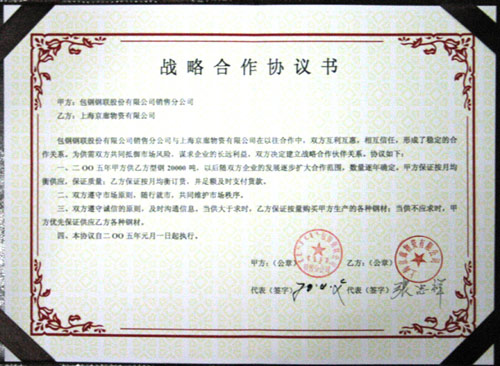 战略合作协议书
甲方：包钢钢联股份有限公司销售分公司
乙方：上海京廊物资有限公司
包钢钢联股份有限公司销售分公司与上海京廊物资有限公司在以往合作中，双方互利互惠，相互信任，形成了稳定的合
作关系。为供需双方共同抵御市场风险，谋求企业的长远利益，双方决定建立战略合作伙伴关系。协议如下：
一、二OO五年甲方供乙方型钢 20000 吨，以后随双方企业的发展逐步扩大合作范围，数量逐年确定。甲方保证按月均
衡供应，保证质量；乙方保证按月均衡订货，并足额及时支付货款。
二、双方遵守市场原则，随行就市，共同维护市场秩序。
三、双方遵守诚信的原则，及时沟通信息，当供大于求时，乙方保证按量购买甲方生产的各种钢材；当供不应求时，甲
方优先保证供应乙方各种钢材。
四、本协议自二OO五年元月一日起执行。
甲方：（公章） 乙方：（公章）
代表（签字） 代表（签字）